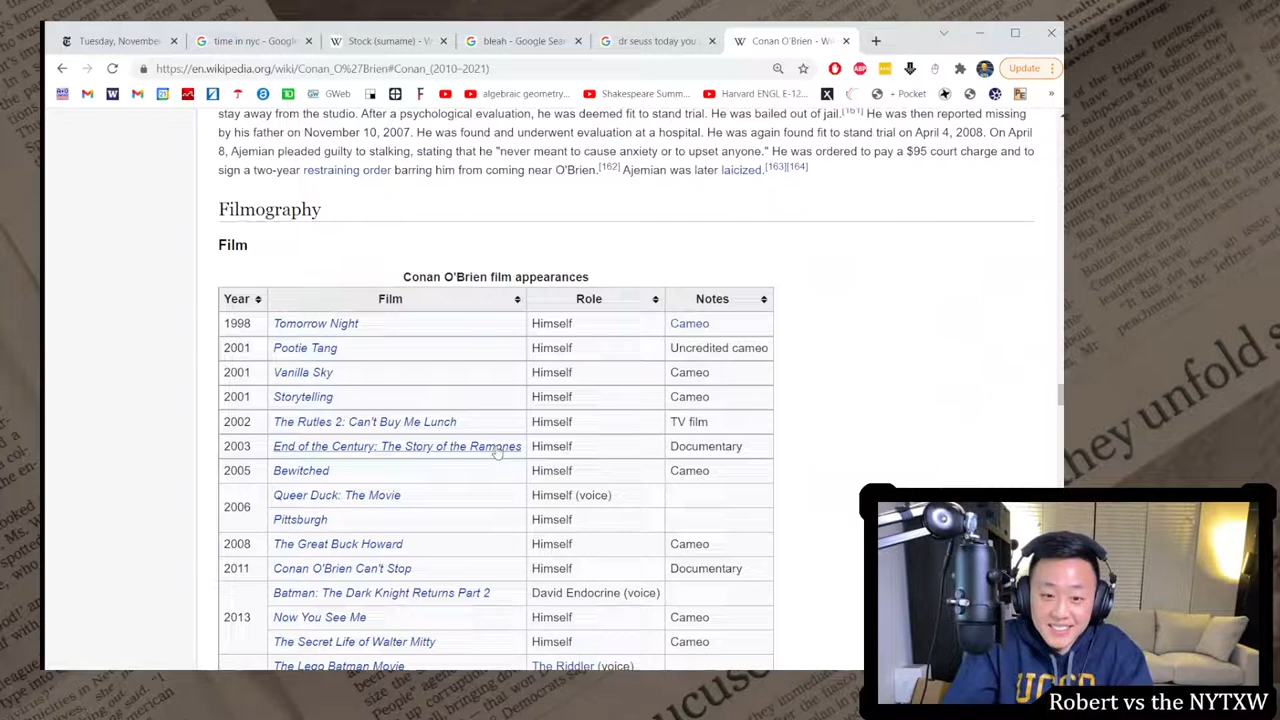 Tuesday, November
time in nyc - Google
Stock (surname) - W
bleah - Google Sear
dr seuss today you
Conan O'Brien - Wi
https://en.wikipedia.org/wiki/Conan_O%27Brien#Conan_(2010–2021)
Update
GWeb
algebraic geometry...
Shakespeare Summ...
Harvard ENGL E-12...
+ Pocket
stay away from the studio. After a psychological evaluation, he was deemed fit to stand trial. He was bailed out of jail.[161] He was then reported missing
by his father on November 10, 2007. He was found and underwent evaluation at a hospital. He was again found fit to stand trial on April 4, 2008. On April
8, Ajemian pleaded guilty to stalking, stating that he "never meant to cause anxiety or to upset anyone." He was ordered to pay a $95 court charge and to
sign a two-year restraining order barring him from coming near O'Brien.[162] Ajemian was later laicized.[163][164]
Filmography
Film
Conan O'Brien film appearances
Year Film Role Notes
1998 Tomorrow Night Himself Cameo
2001 Pootie Tang Himself Uncredited cameo
2001 Vanilla Sky Himself Cameo
2001 Storytelling Himself Cameo
2002 The Rutles 2: Can't Buy Me Lunch Himself TV film
2003 End of the Century: The Story of the Ramones Himself Documentary
2005 Bewitched Himself Cameo
2006 Queer Duck: The Movie Himself (voice)
Pittsburgh Himself
2008 The Great Buck Howard Himself Cameo
2011 Conan O'Brien Can't Stop Himself Documentary
2013 Batman: The Dark Knight Returns Part 2 David Endocrine (voice)
Now You See Me Himself Cameo
The Secret Life of Walter Mitty Himself Cameo
The Lego Batman Movie The Riddler (voice)
they unfold
Robert vs the NYTXW